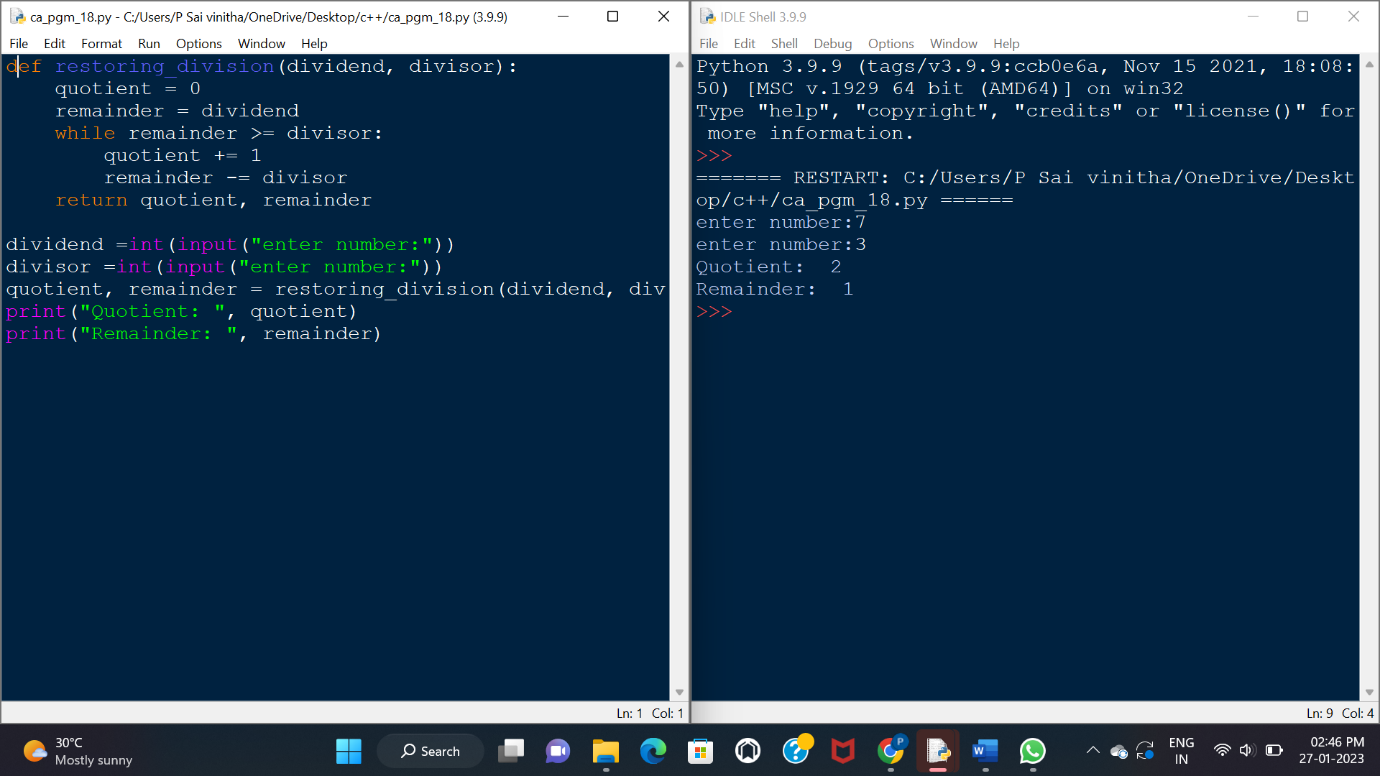 ca_pgm_18.py - C:/Users/P Sai vinitha/OneDrive/Desktop/c++/ca_pgm_18.py (3.9.9)
File Edit Format Run Options Window Help
def restoring_division(dividend, divisor):
    quotient = 0
    remainder = dividend
    while remainder >= divisor:
        quotient += 1
        remainder -= divisor
    return quotient, remainder
dividend =int(input("enter number:"))
divisor =int(input("enter number:"))
quotient, remainder = restoring_division(dividend, div
print("Quotient: ", quotient)
print("Remainder: ", remainder)
Ln: 1 Col: 1
IDLE Shell 3.9.9
File Edit Shell Debug Options Window Help
Python 3.9.9 (tags/v3.9.9:ccb0e6a, Nov 15 2021, 18:08:
50) [MSC v.1929 64 bit (AMD64)] on win32
Type "help", "copyright", "credits" or "license()" for
 more information.
>>>
======= RESTART: C:/Users/P Sai vinitha/OneDrive/Deskt
op/c++/ca_pgm_18.py ======
enter number:7
enter number:3
Quotient:  2
Remainder:  1
>>>
Ln: 9 Col: 4
30°C
Mostly sunny
Search
P
W
ENG
IN
02:46 PM
27-01-2023